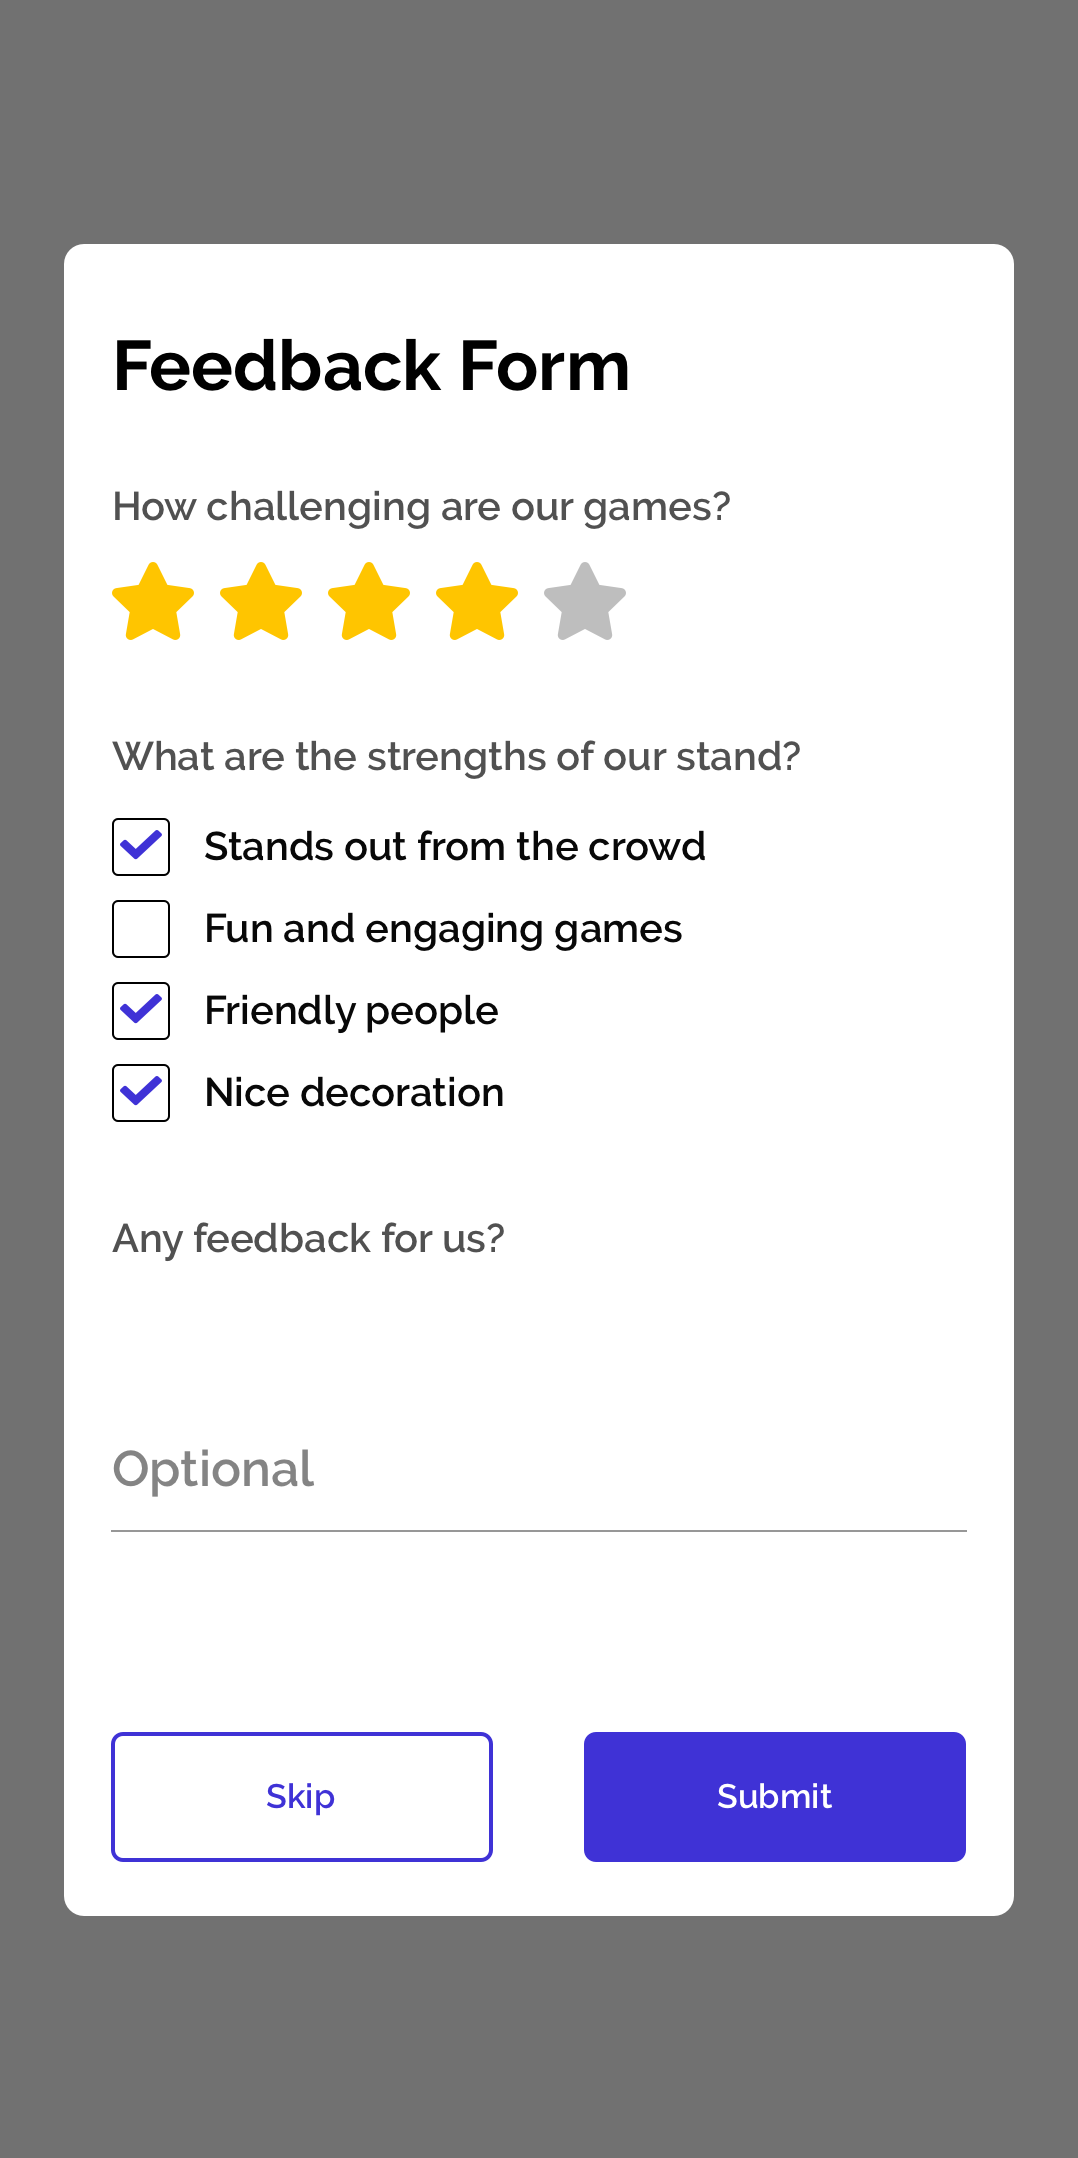 Feedback Form
How challenging are our games?
What are the strengths of our stand?
Stands out from the crowd
Fun and engaging games
Friendly people
Nice decoration
Any feedback for us?
Optional
Skip
Submit